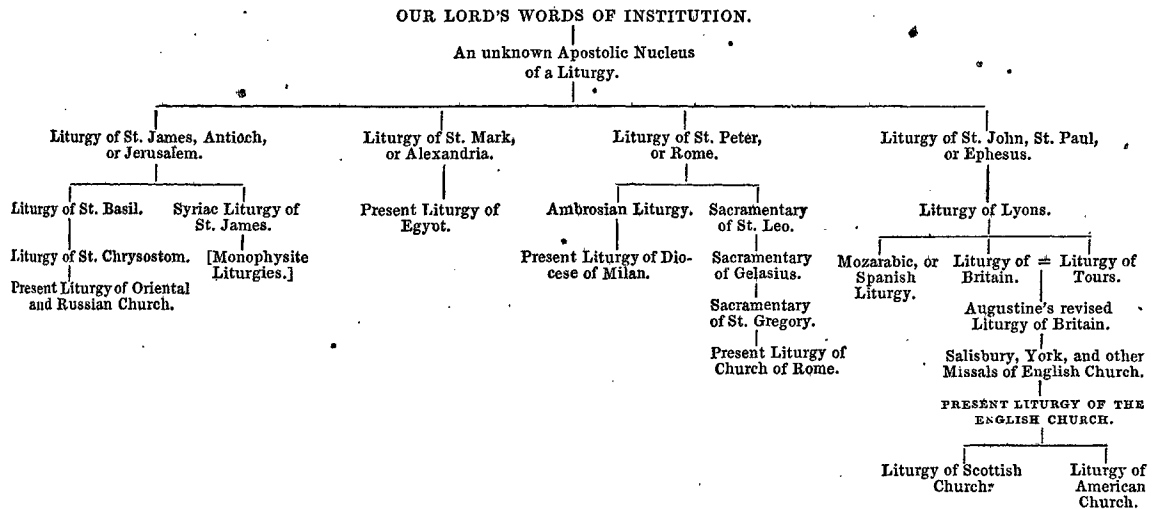 OUR LORD'S WORDS OF INSTITUTION.
An unknown Apostolic Nucleus
of a Liturgy.
Liturgy of St. James, Antioch,
or Jerusalem.
Liturgy of St. Basil.
Liturgy of St. Chrysostom.
Present Liturgy of Oriental
and Russian Church.
Syriac Liturgy of
St. James.
[Monophysite
Liturgies.]
Liturgy of St. Mark,
or Alexandria.
Present Liturgy of
Egypt.
Liturgy of St. Peter,
or Rome.
Ambrosian Liturgy.
Present Liturgy of Dio-
cese of Milan.
Sacramentary
of St. Leo.
Sacramentary
of Gelasius.
Sacramentary
of St. Gregory.
Present Liturgy of
Church of Rome.
Liturgy of St. John, St. Paul,
or Ephesus.
Liturgy of Lyons.
Mozarabic, or
Spanish
Liturgy.
Liturgy of
Britain.
=
Liturgy of
Tours.
Augustine's revised
Liturgy of Britain.
Salisbury, York, and other
Missals of English Church.
PRESENT LITURGY OF THE
ENGLISH CHURCH.
Liturgy of Scottish
Church.
Liturgy of
American
Church.